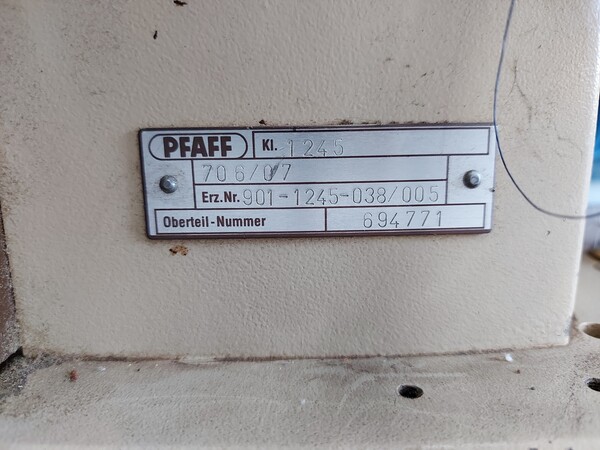 PFAFF Kl. 1245
706/07
Erz.Nr. 901-1245-038/005
Oberteil-Nummer 694771